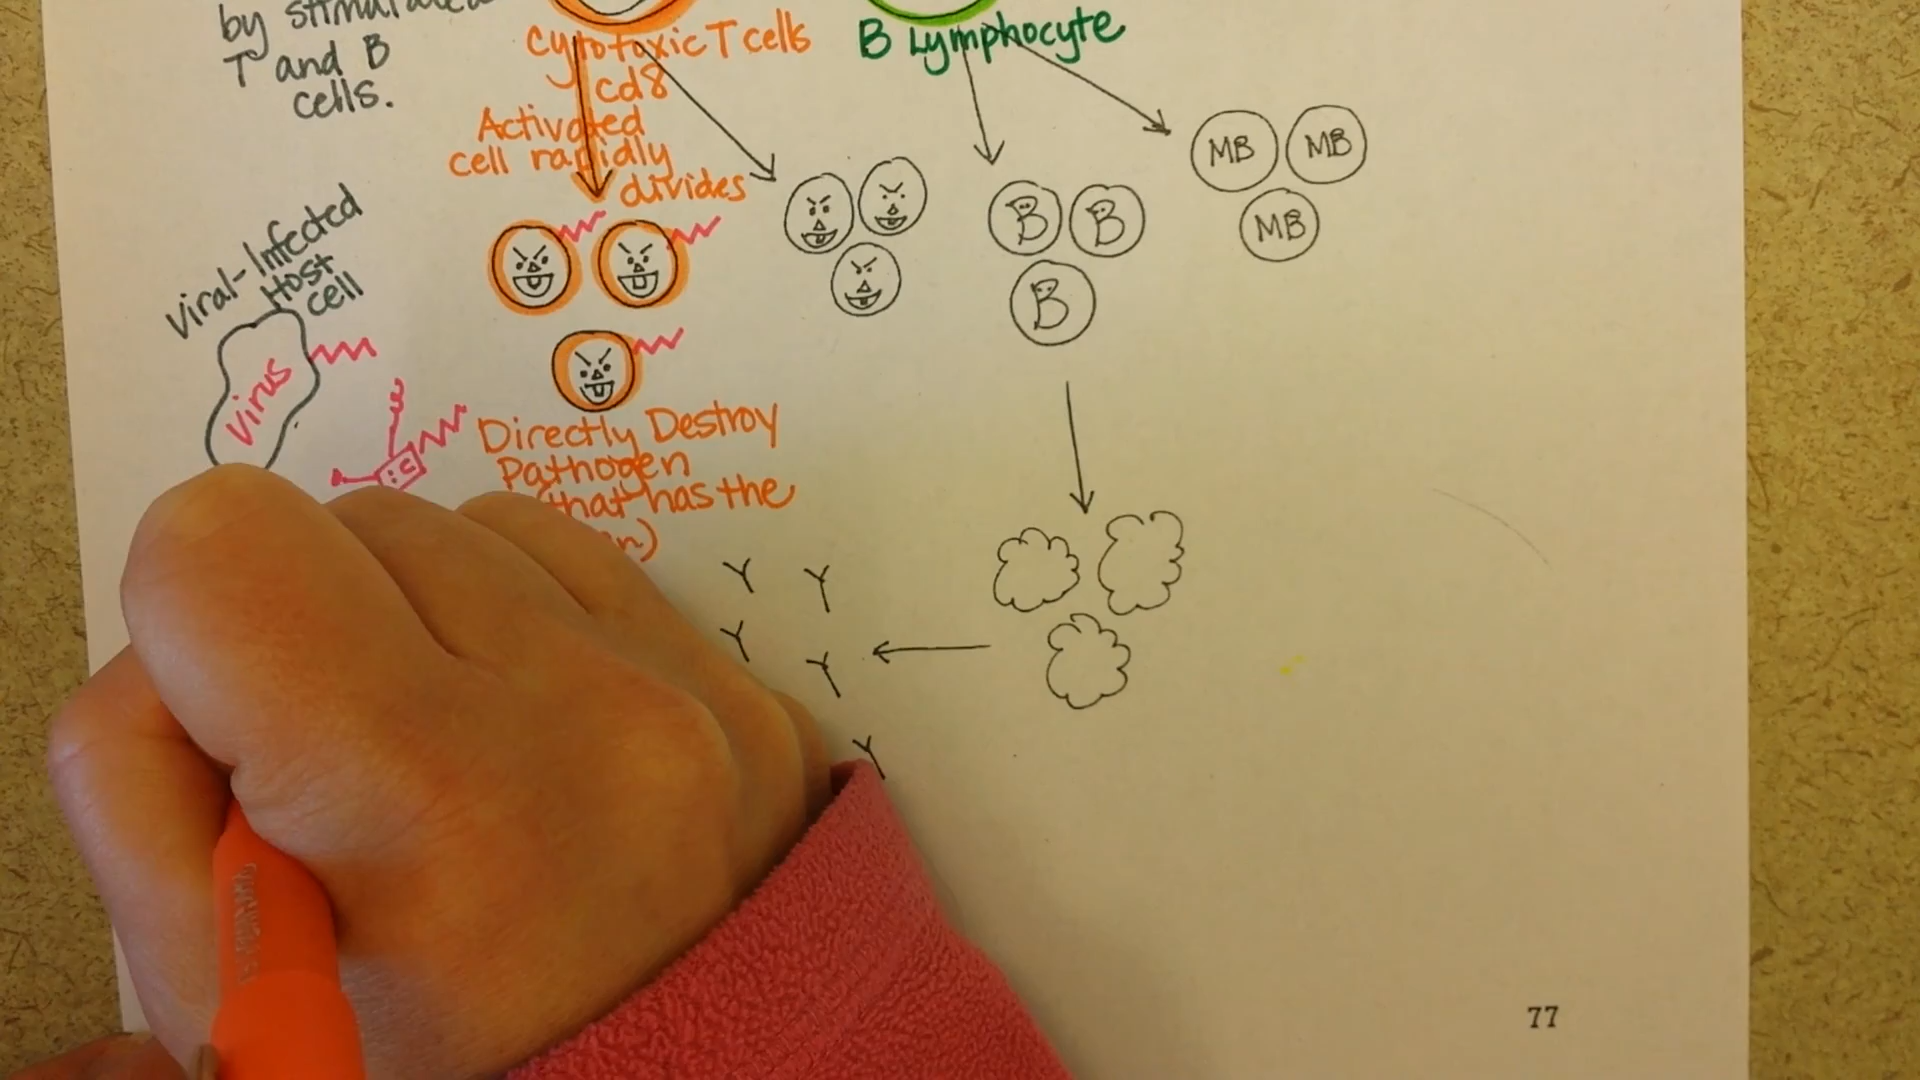 by stimulated
T and B
cells.
Cytotoxic T cells
cd8
Activated
cell rapidly
divides
B Lymphocyte
MB MB
MB
B B
B
Viral-Infected
Host
cell
Virus
Directly Destroy
Pathogen
(that has the
77